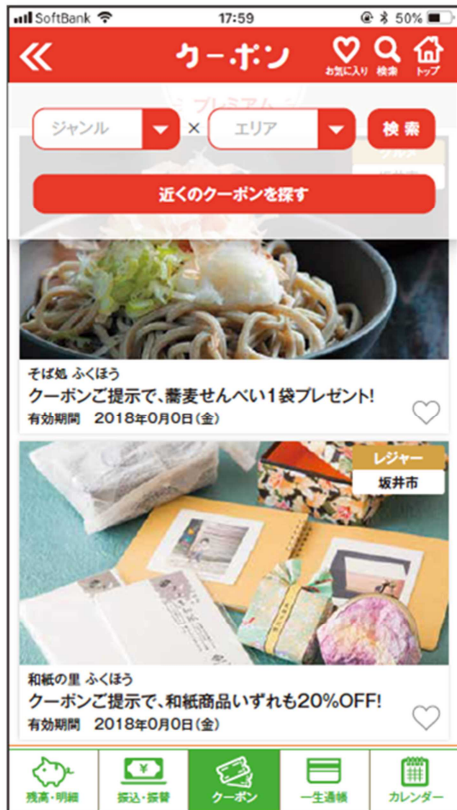 SoftBank 17:59 50%
クーポン
お気に入り 検索 トップ
プレミアム
ジャンル × エリア 検索
グルメ
坂井市
近くのクーポンを探す
そば処 ふくほう
クーポンご提示で、蕎麦せんべい1袋プレゼント!
有効期間 2018年0月0日(金)
レジャー
坂井市
和紙の里 ふくほう
クーポンご提示で、和紙商品いずれも20%OFF!
有効期間 2018年0月0日(金)
残高・明細 振込・振替 クーポン 一生通帳 カレンダー